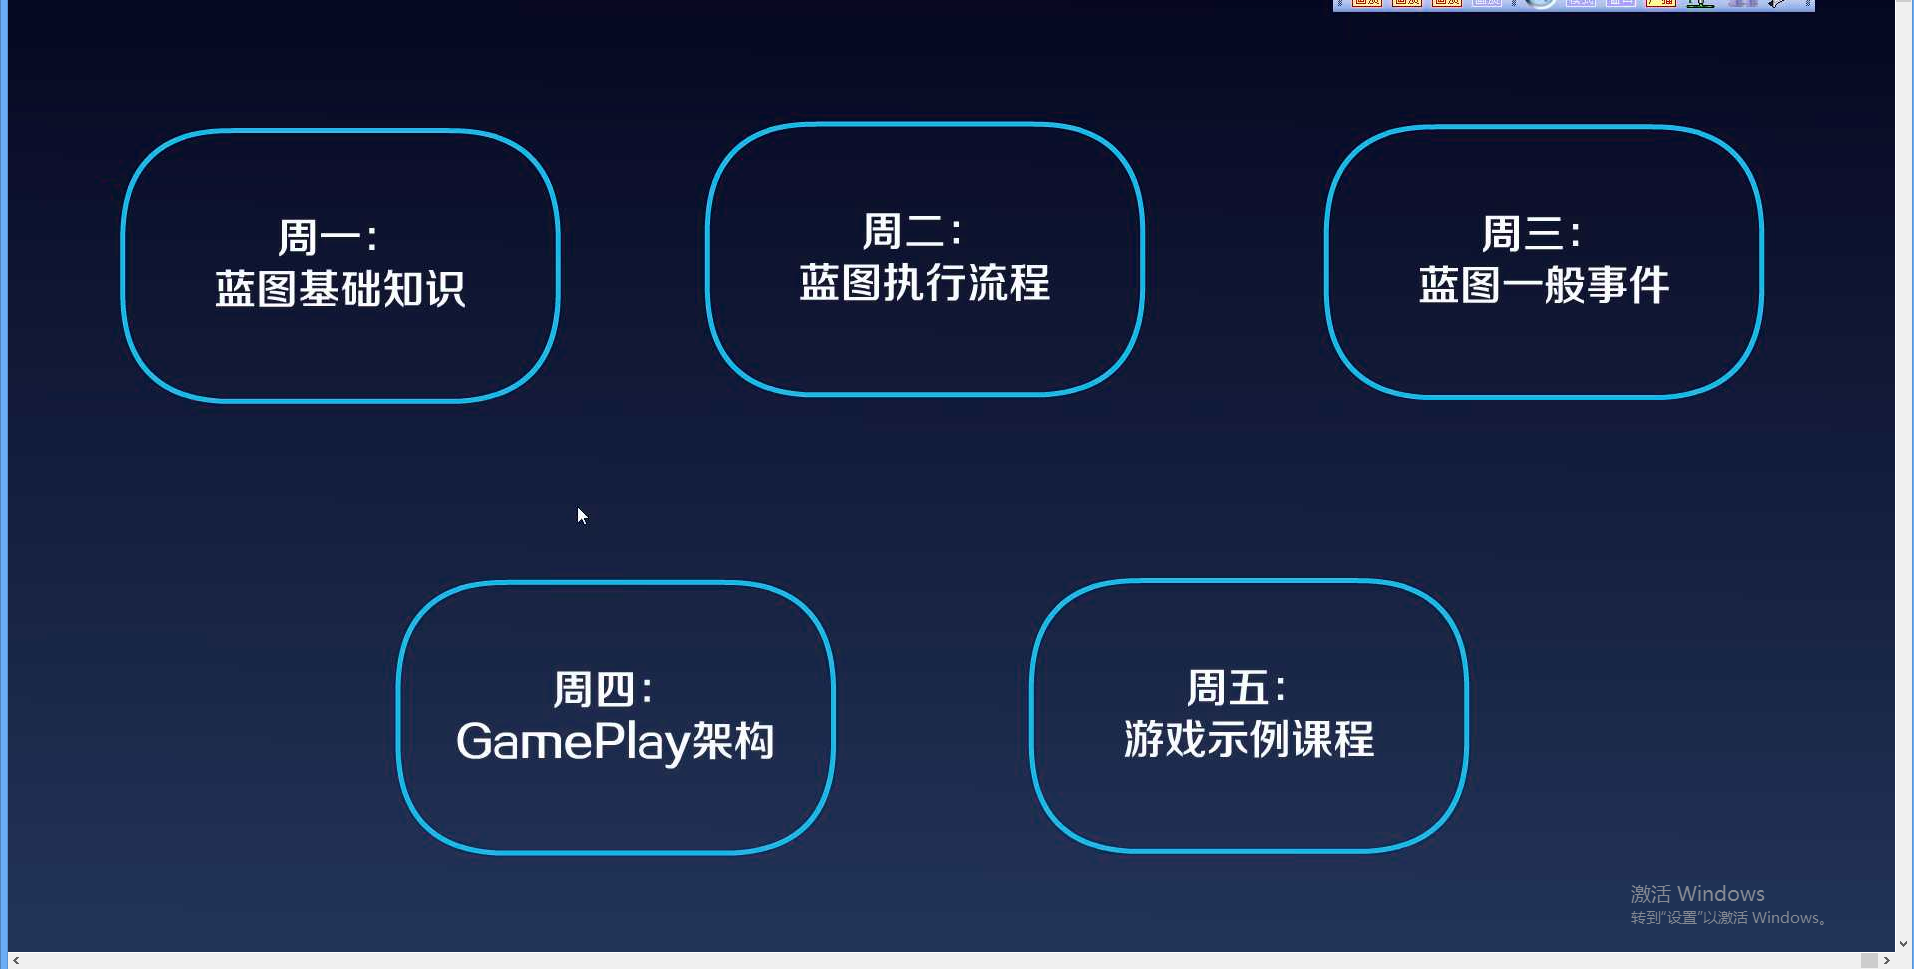 周一：
蓝图基础知识
周二：
蓝图执行流程
周三：
蓝图一般事件
周四：
GamePlay架构
周五：
游戏示例课程
激活 Windows
转到“设置”以激活 Windows。